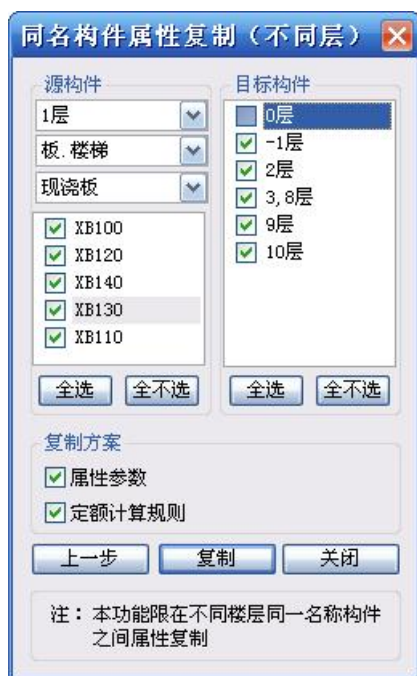 同名构件属性复制（不同层）
源构件
1层
板.楼梯
现浇板
XB100
XB120
XB140
XB130
XB110
全选 全不选
目标构件
0层
-1层
2层
3,8层
9层
10层
全选 全不选
复制方案
属性参数
定额计算规则
上一步 复制 关闭
注：本功能限在不同楼层同一名称构件
之间属性复制